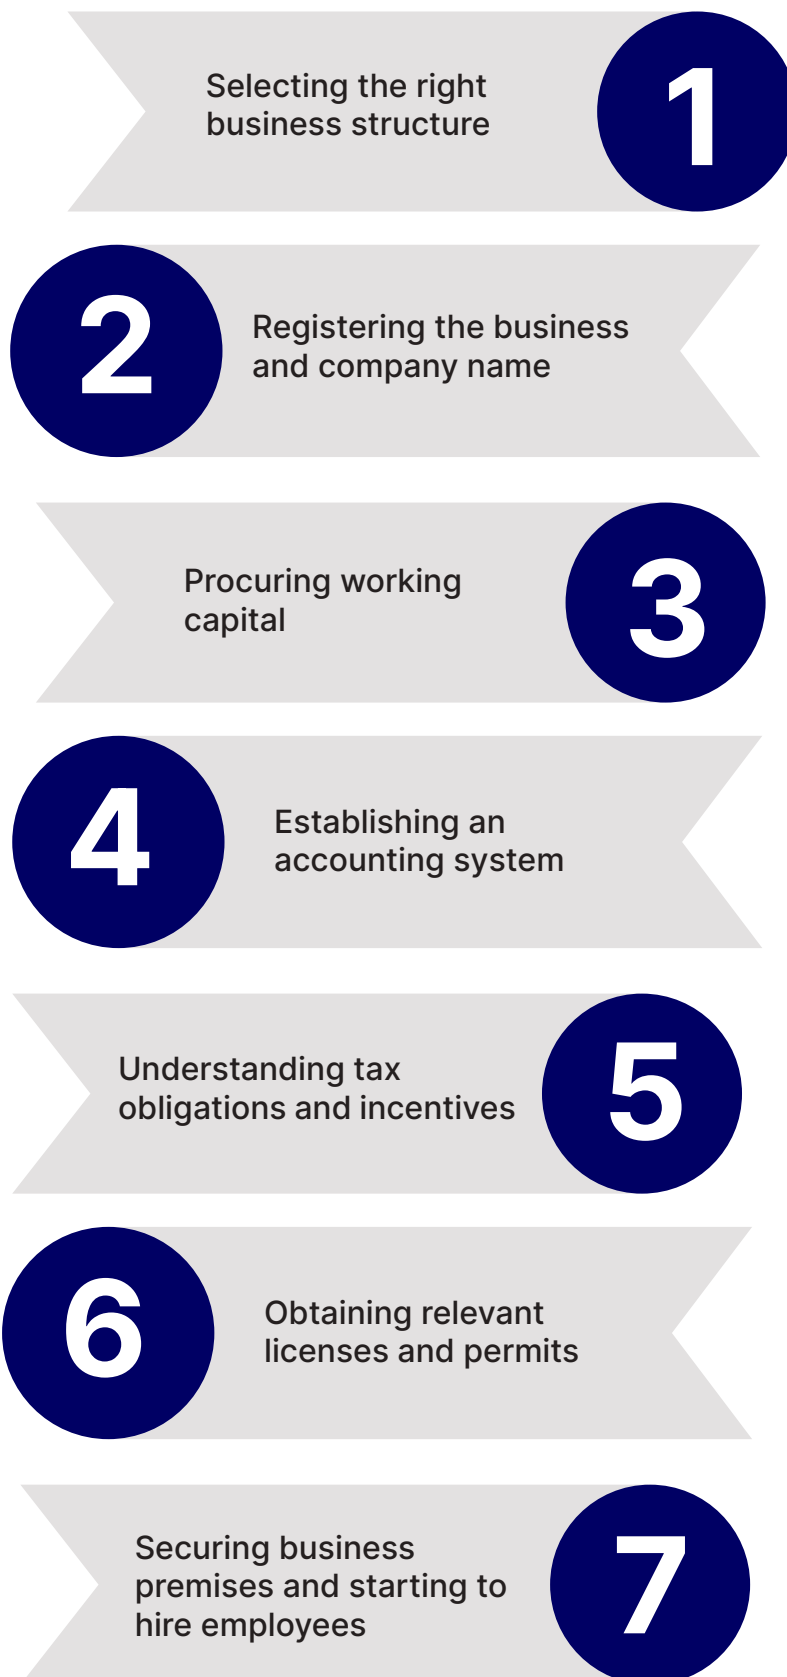 1
Selecting the right
business structure
2
Registering the business
and company name
3
Procuring working
capital
4
Establishing an
accounting system
5
Understanding tax
obligations and incentives
6
Obtaining relevant
licenses and permits
7
Securing business
premises and starting to
hire employees